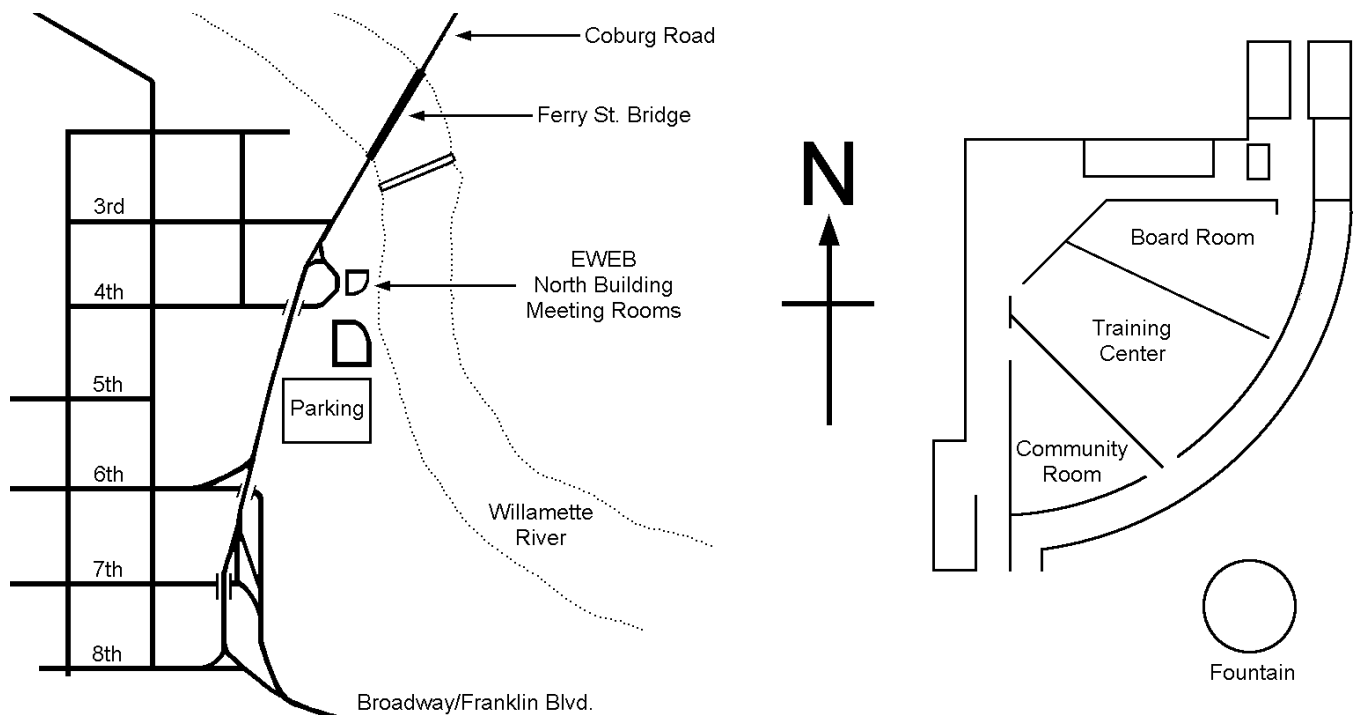 Coburg Road
Ferry St. Bridge
3rd
EWEB
North Building
Meeting Rooms
4th
5th
Parking
6th
Willamette
River
7th
8th
Broadway/Franklin Blvd.
N
Board Room
Training
Center
Community
Room
Fountain